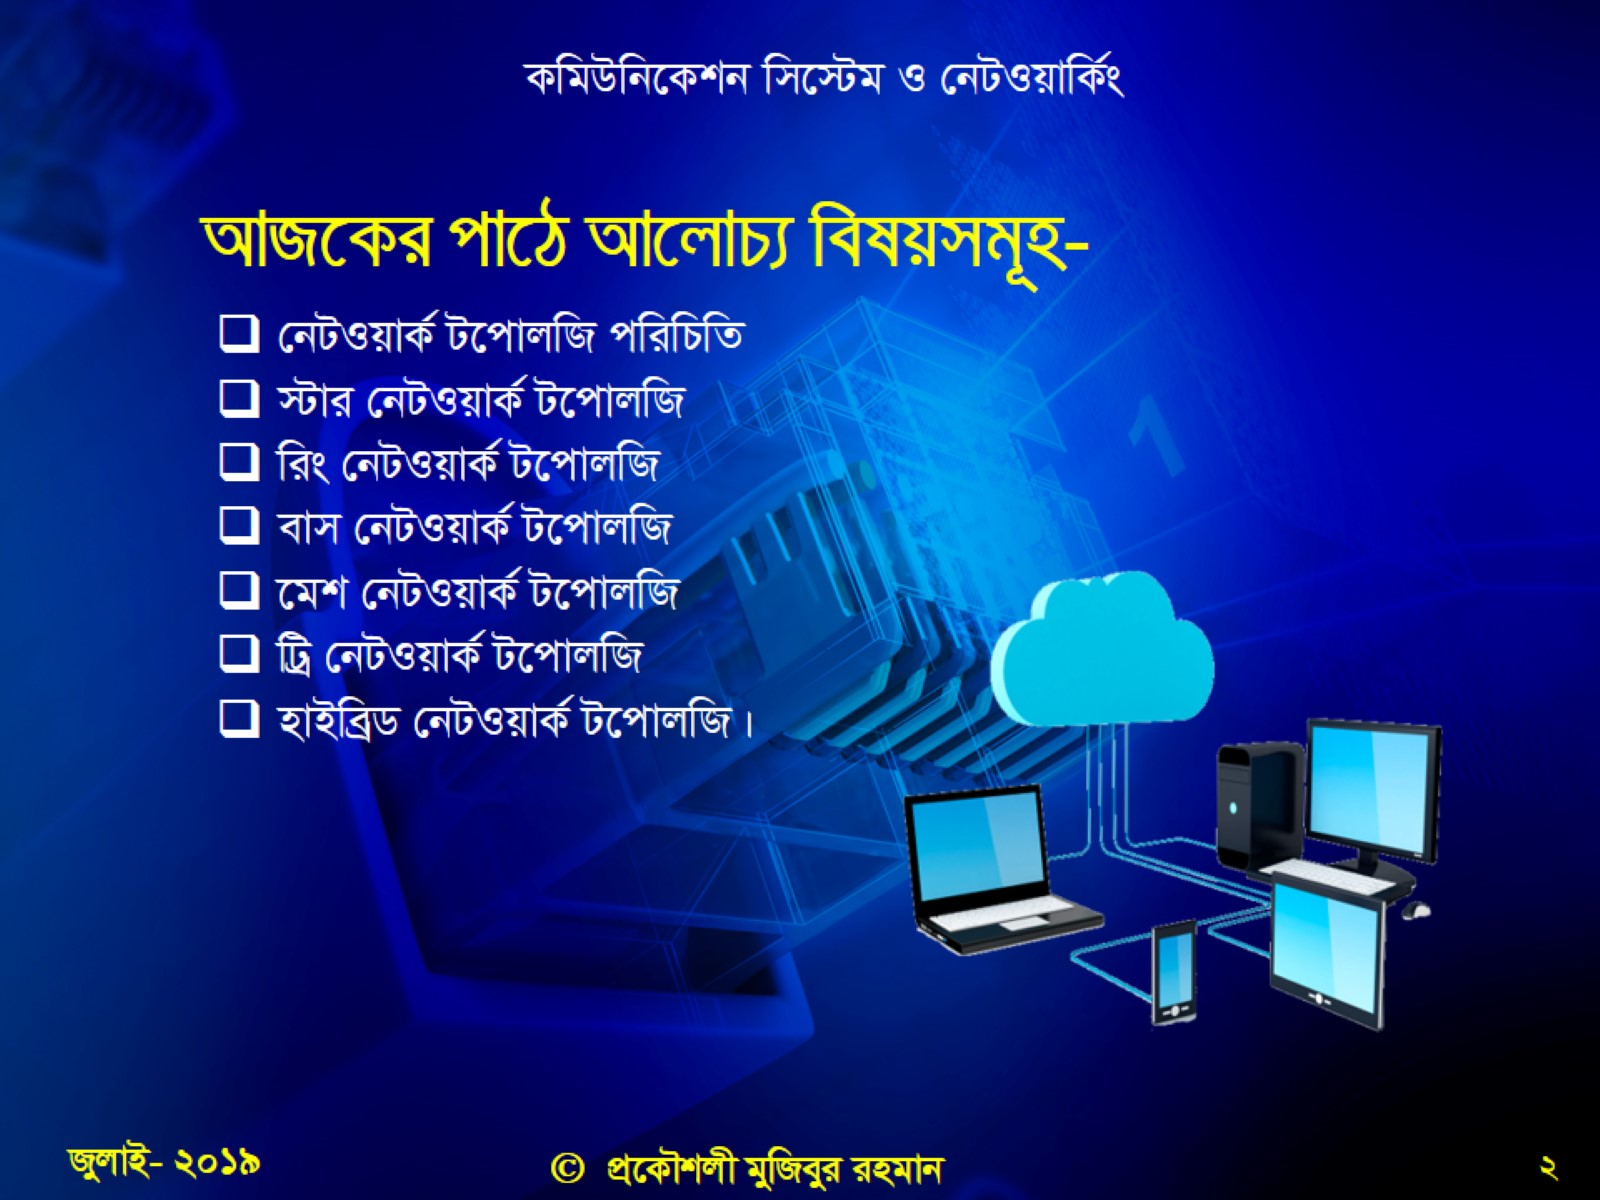 কমিউনিকেশন সিস্টেম ও নেটওয়ার্কিং
আজকের পাঠে আলোচ্য বিষয়সমূহ-
❑ নেটওয়ার্ক টপোলজি পরিচিতি
❑ স্টার নেটওয়ার্ক টপোলজি
❑ রিং নেটওয়ার্ক টপোলজি
❑ বাস নেটওয়ার্ক টপোলজি
❑ মেশ নেটওয়ার্ক টপোলজি
❑ ট্রি নেটওয়ার্ক টপোলজি
❑ হাইব্রিড নেটওয়ার্ক টপোলজি।
1
জুলাই- ২০১৯
© প্রকৌশলী মুজিবুর রহমান
২